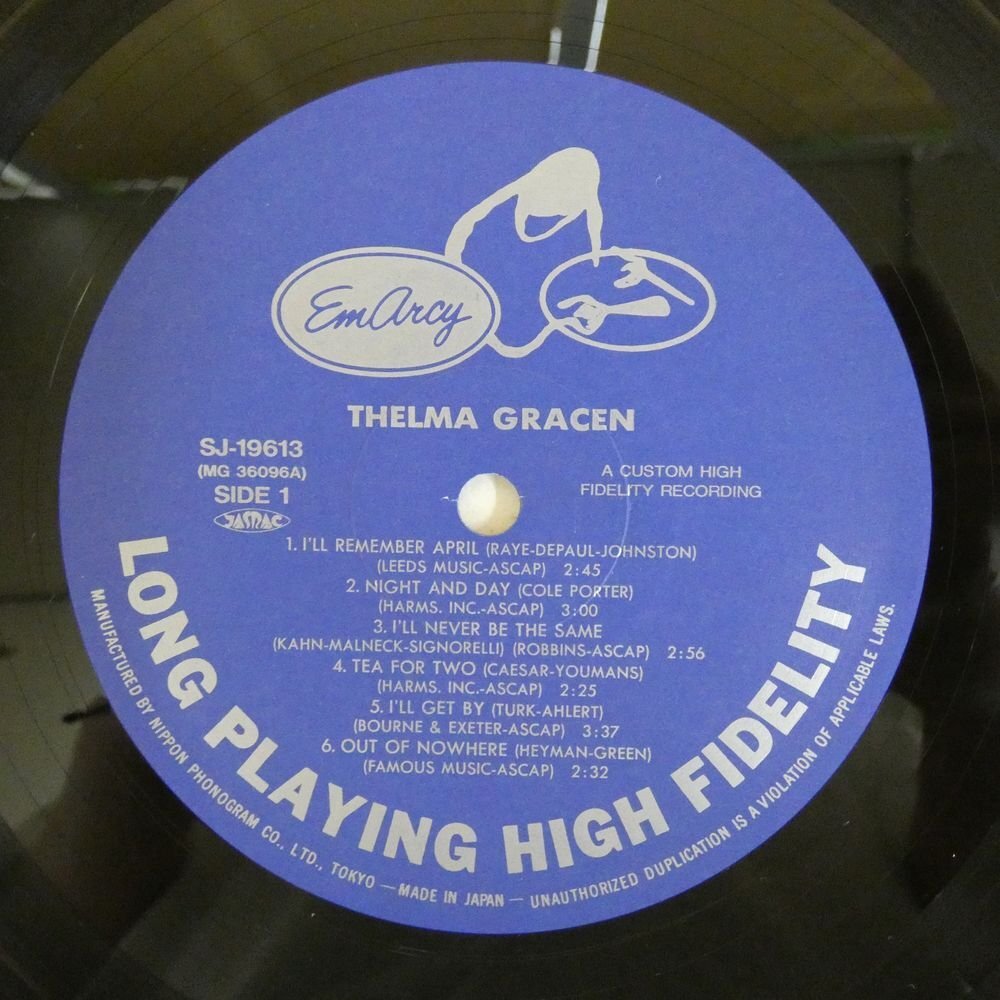 EmArcy
THELMA GRACEN
SJ-19613
(MG 36096A)
SIDE 1
JASRAC
A CUSTOM HIGH
FIDELITY RECORDING
1. I'LL REMEMBER APRIL (RAYE-DEPAUL-JOHNSTON)
(LEEDS MUSIC-ASCAP) 2:45
2. NIGHT AND DAY (COLE PORTER)
(HARMS. INC.-ASCAP) 3:00
3. I'LL NEVER BE THE SAME
(KAHN-MALNECK-SIGNORELLI) (ROBBINS-ASCAP) 2:56
4. TEA FOR TWO (CAESAR-YOUMANS)
(HARMS. INC.-ASCAP) 2:25
5. I'LL GET BY (TURK-AHLERT)
(BOURNE & EXETER-ASCAP) 3:37
6. OUT OF NOWHERE (HEYMAN-GREEN)
(FAMOUS MUSIC-ASCAP) 2:32
LONG PLAYING HIGH FIDELITY
MANUFACTURED BY NIPPON PHONOGRAM CO., LTD., TOKYO — MADE IN JAPAN — UNAUTHORIZED DUPLICATION IS A VIOLATION OF APPLICABLE LAWS.